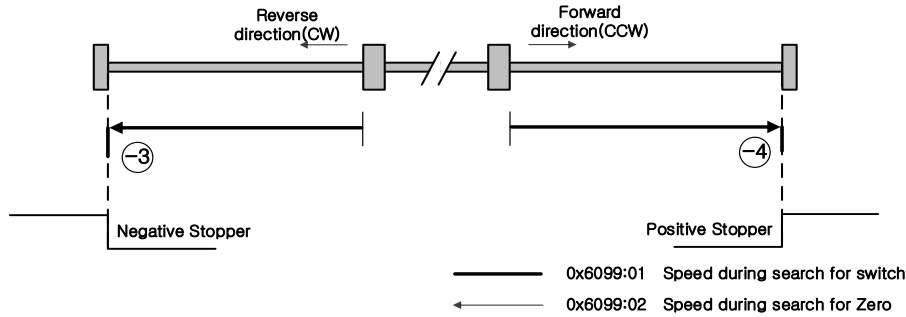 Reverse
direction(CW)
Forward
direction(CCW)
-3
-4
Negative Stopper
Positive Stopper
0x6099:01 Speed during search for switch
0x6099:02 Speed during search for Zero